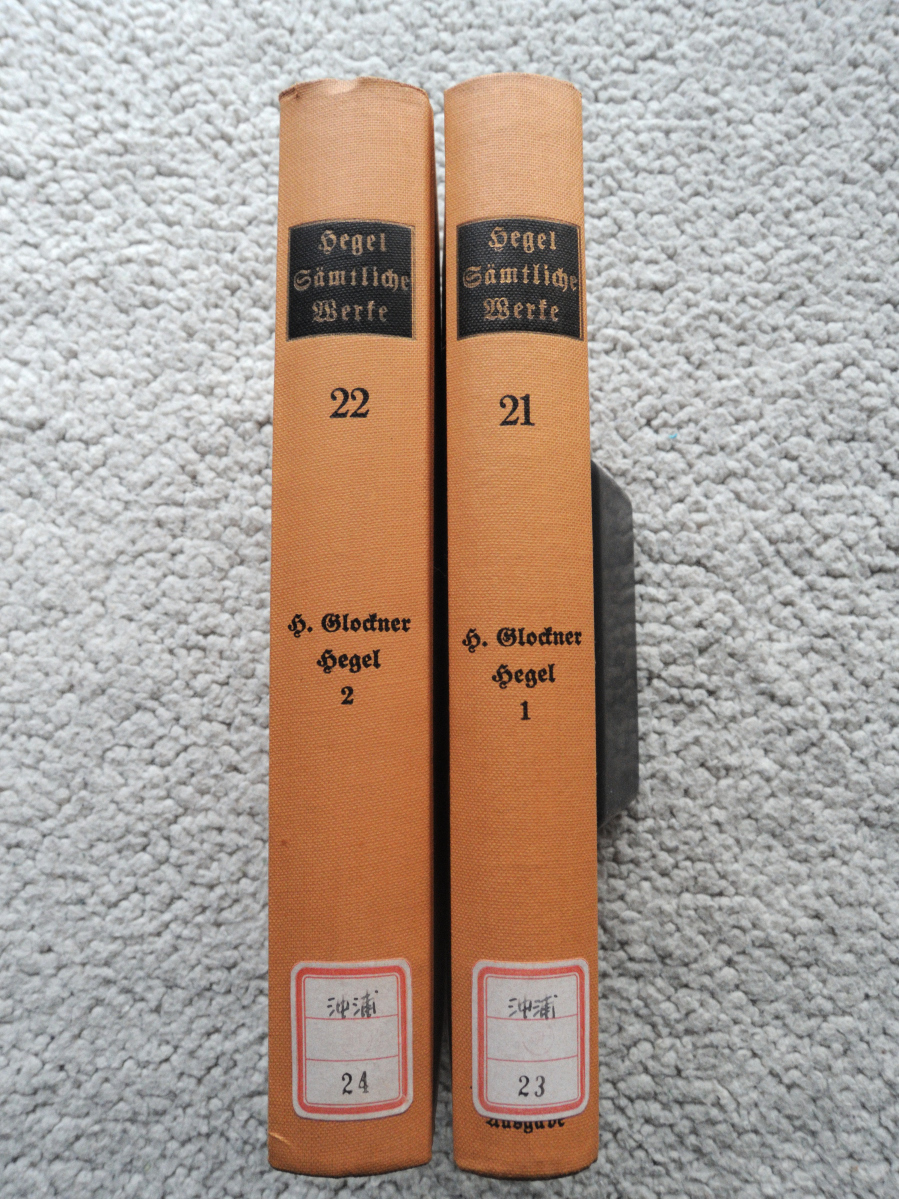 Hegel
Sämtliche
Werke
22
H. Glockner
Hegel
2
沖浦
24
Hegel
Sämtliche
Werke
21
H. Glockner
Hegel
1
沖浦
23
Ausgabe